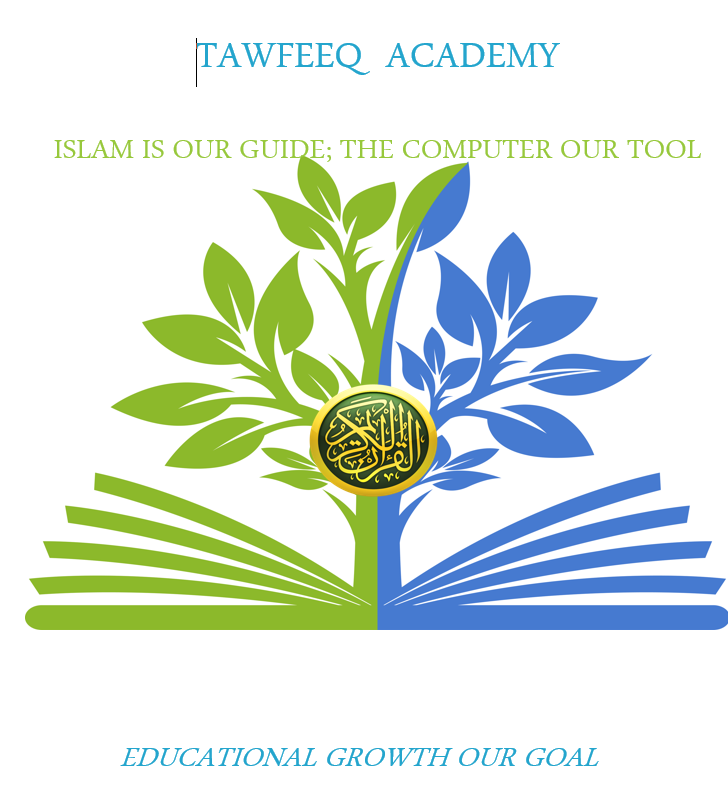 TAWFEEQ ACADEMY
ISLAM IS OUR GUIDE; THE COMPUTER OUR TOOL
القرآن الكريم
EDUCATIONAL GROWTH OUR GOAL